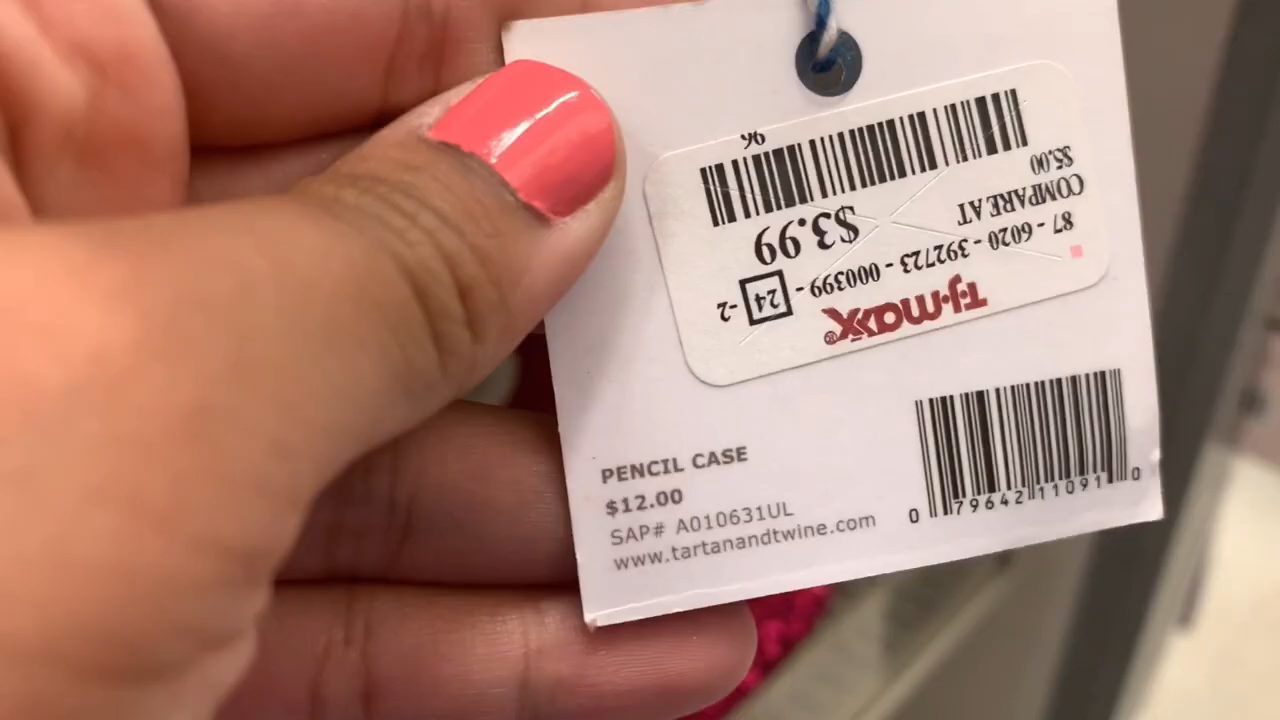 T.J.maxx®
87 - 6020 - 392723 - 000399 - 24 -2
COMPARE AT
$5.00
$3.99
96
PENCIL CASE
$12.00
SAP# A010631UL
www.tartanandtwine.com
0 79642 11091 0